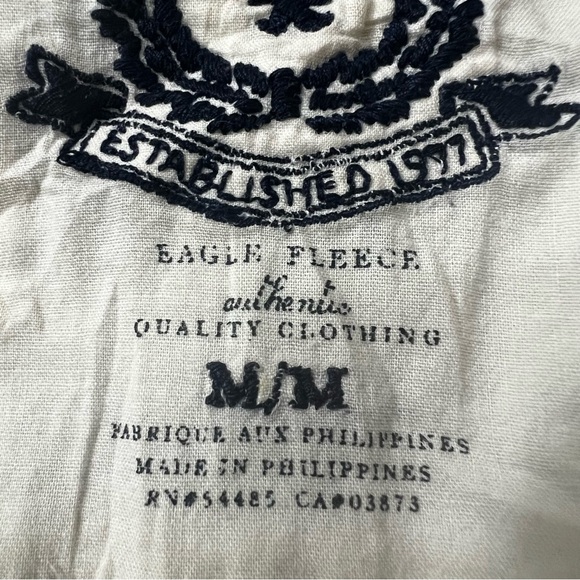 ESTABLISHED 1977
EAGLE FLEECE
authentic
QUALITY CLOTHING
M/M
FABRIQUE AUX PHILIPPINES
MADE IN PHILIPPINES
RN#54485 CA#03873